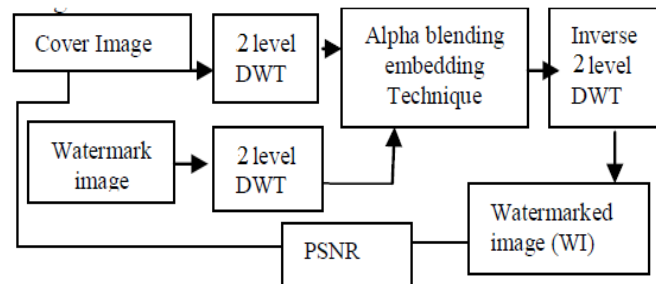 Cover Image
2 level
DWT
Alpha blending
embedding
Technique
Inverse
2 level
DWT
Watermark
image
2 level
DWT
Watermarked
image (WI)
PSNR